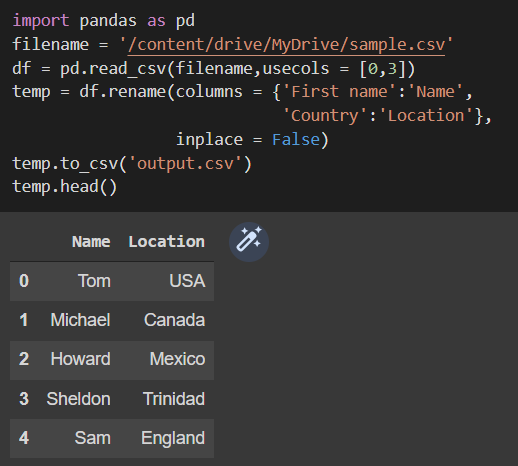 import pandas as pd
filename = '/content/drive/MyDrive/sample.csv'
df = pd.read_csv(filename,usecols = [0,3])
temp = df.rename(columns = {'First name':'Name',
'Country':'Location'},
inplace = False)
temp.to_csv('output.csv')
temp.head()
Name Location
0 Tom USA
1 Michael Canada
2 Howard Mexico
3 Sheldon Trinidad
4 Sam England